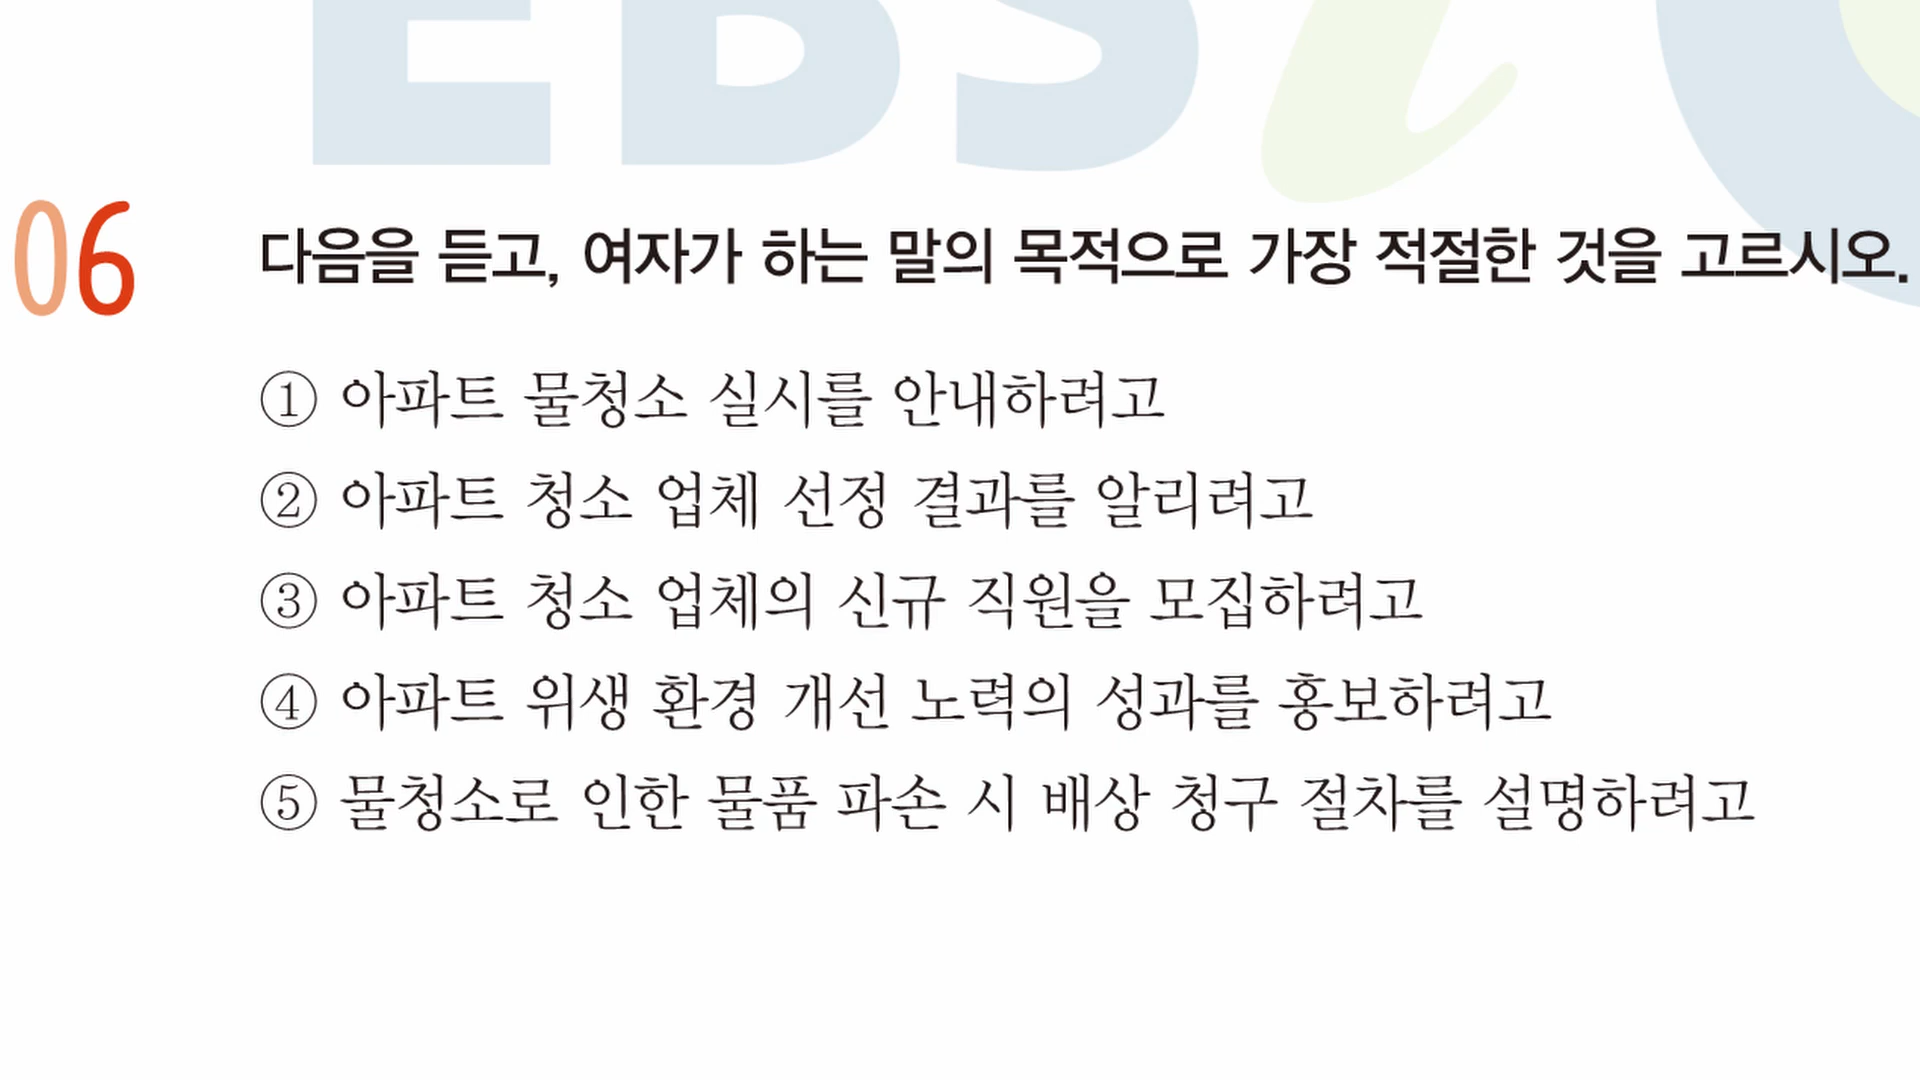 EBSi
06 다음을 듣고, 여자가 하는 말의 목적으로 가장 적절한 것을 고르시오.
① 아파트 물청소 실시를 안내하려고
② 아파트 청소 업체 선정 결과를 알리려고
③ 아파트 청소 업체의 신규 직원을 모집하려고
④ 아파트 위생 환경 개선 노력의 성과를 홍보하려고
⑤ 물청소로 인한 물품 파손 시 배상 청구 절차를 설명하려고